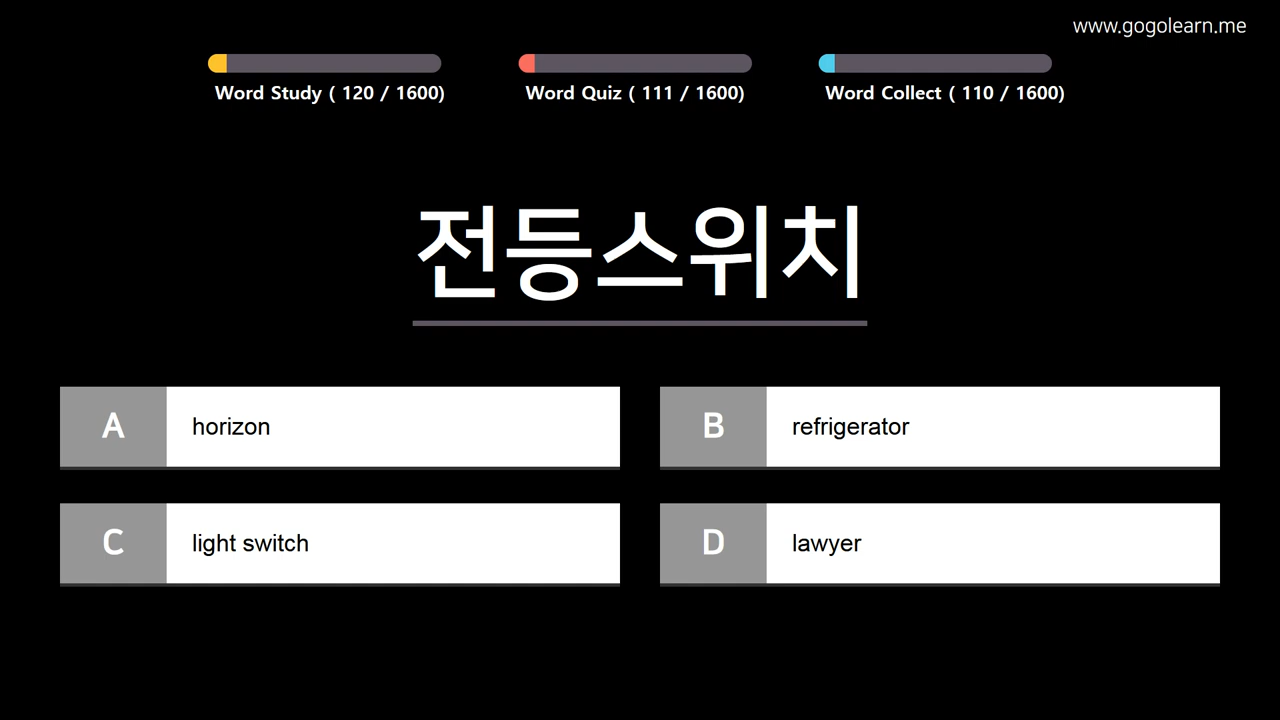 www.gogolearn.me
Word Study ( 120 / 1600)
Word Quiz ( 111 / 1600)
Word Collect ( 110 / 1600)
전등스위치
A
horizon
B
refrigerator
C
light switch
D
lawyer